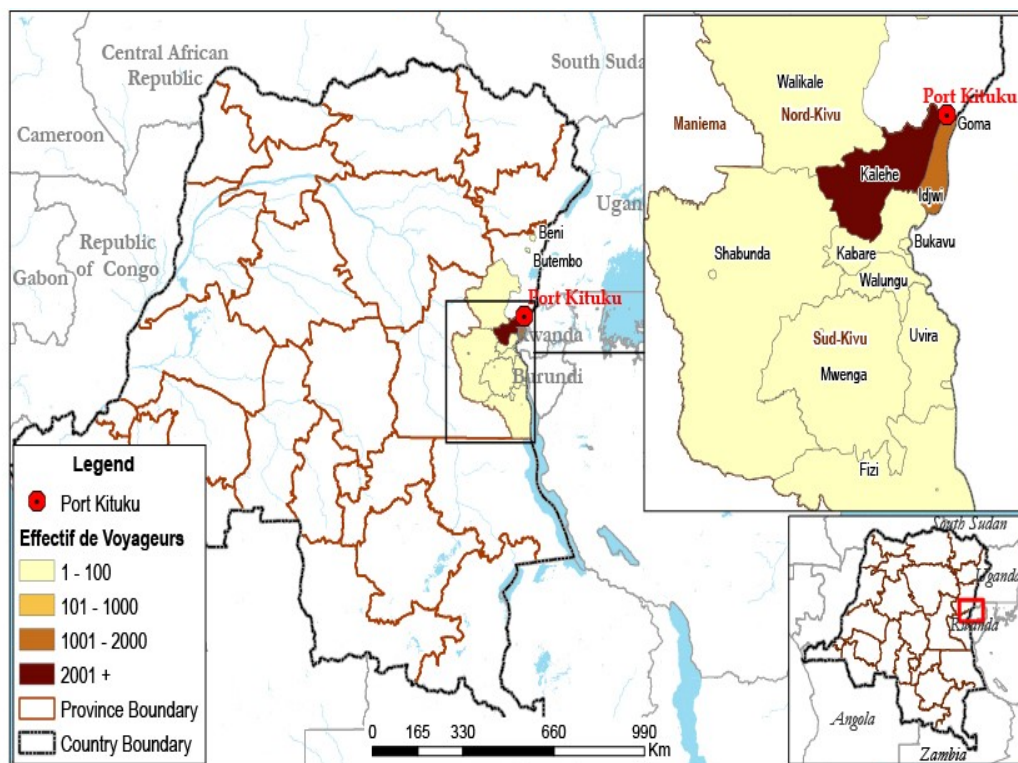 Central African
Republic
South Suda
Cameroon
Ugan
Republic
of Congo
Gabon
Beni
Butembo
Port Kituku
Rwanda
Burundi
Walikale
Nord-Kivu
Maniema
Port Kituku
Goma
Kalehe
Idjwi
Bukavu
Shabunda
Kabare
Walungu
Uvira
Sud-Kivu
Mwenga
Fizi
Legend
Port Kituku
Effectif de Voyageurs
1 - 100
101 - 1000
1001 - 2000
2001 +
Province Boundary
Country Boundary
0 165 330 660 990
Km
South Sudan
Uganda
Rwanda
Angola
Zambia